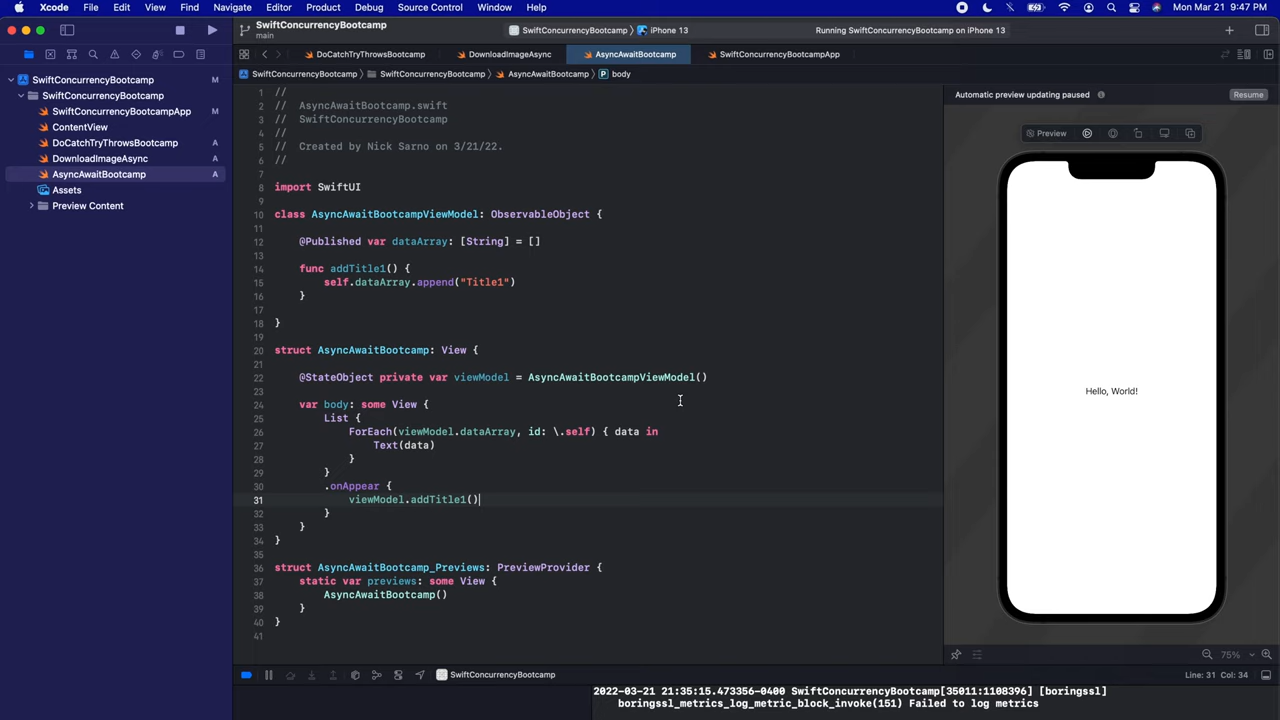 Xcode File Edit View Find Navigate Editor Product Debug Source Control Window Help Mon Mar 21 9:47 PM
SwiftConcurrencyBootcamp
main
SwiftConcurrencyBootcamp iPhone 13
Running SwiftConcurrencyBootcamp on iPhone 13
DoCatchTryThrowsBootcamp DownloadImageAsync AsyncAwaitBootcamp SwiftConcurrencyBootcampApp
SwiftConcurrencyBootcamp SwiftConcurrencyBootcamp AsyncAwaitBootcamp P body
SwiftConcurrencyBootcamp M
SwiftConcurrencyBootcamp
SwiftConcurrencyBootcampApp M
ContentView
DoCatchTryThrowsBootcamp A
DownloadImageAsync A
AsyncAwaitBootcamp A
Assets
Preview Content
1 //
2 // AsyncAwaitBootcamp.swift
3 // SwiftConcurrencyBootcamp
4 //
5 // Created by Nick Sarno on 3/21/22.
6 //
7
8 import SwiftUI
9
10 class AsyncAwaitBootcampViewModel: ObservableObject {
11
12 @Published var dataArray: [String] = []
13
14 func addTitle1() {
15 self.dataArray.append("Title1")
16 }
17
18 }
19
20 struct AsyncAwaitBootcamp: View {
21
22 @StateObject private var viewModel = AsyncAwaitBootcampViewModel()
23
24 var body: some View {
25 List {
26 ForEach(viewModel.dataArray, id: \.self) { data in
27 Text(data)
28 }
29 }
30 .onAppear {
31 viewModel.addTitle1()
32 }
33 }
34 }
35
36 struct AsyncAwaitBootcamp_Previews: PreviewProvider {
37 static var previews: some View {
38 AsyncAwaitBootcamp()
39 }
40 }
41
Automatic preview updating paused Resume
Preview
Hello, World!
75%
SwiftConcurrencyBootcamp
Line: 31 Col: 34
2022-03-21 21:35:15.473356-0400 SwiftConcurrencyBootcamp[35011:1108396] [boringssl]
boringssl_metrics_log_metric_block_invoke(151) Failed to log metrics